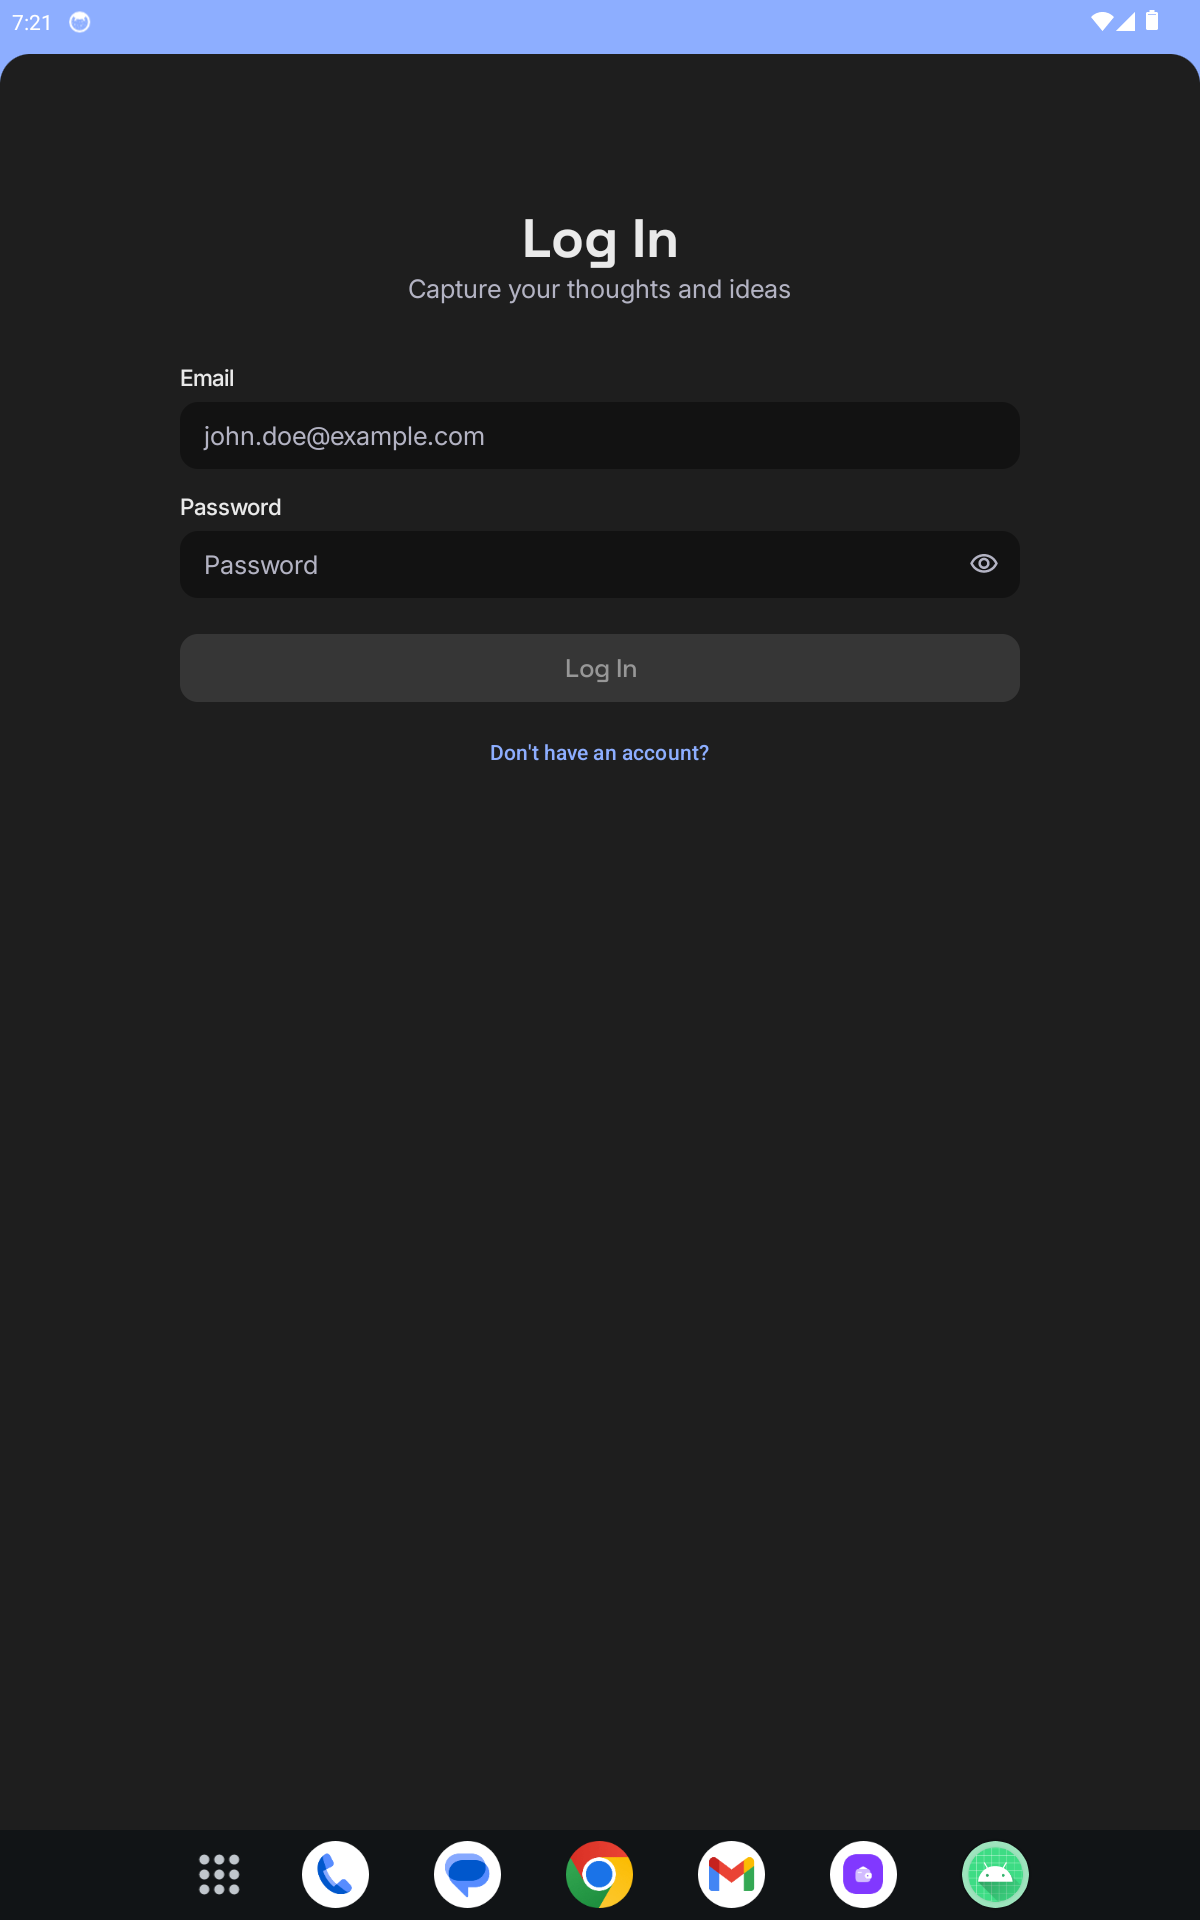 7:21
Log In
Capture your thoughts and ideas
Email
john.doe@example.com
Password
Password
Log In
Don't have an account?